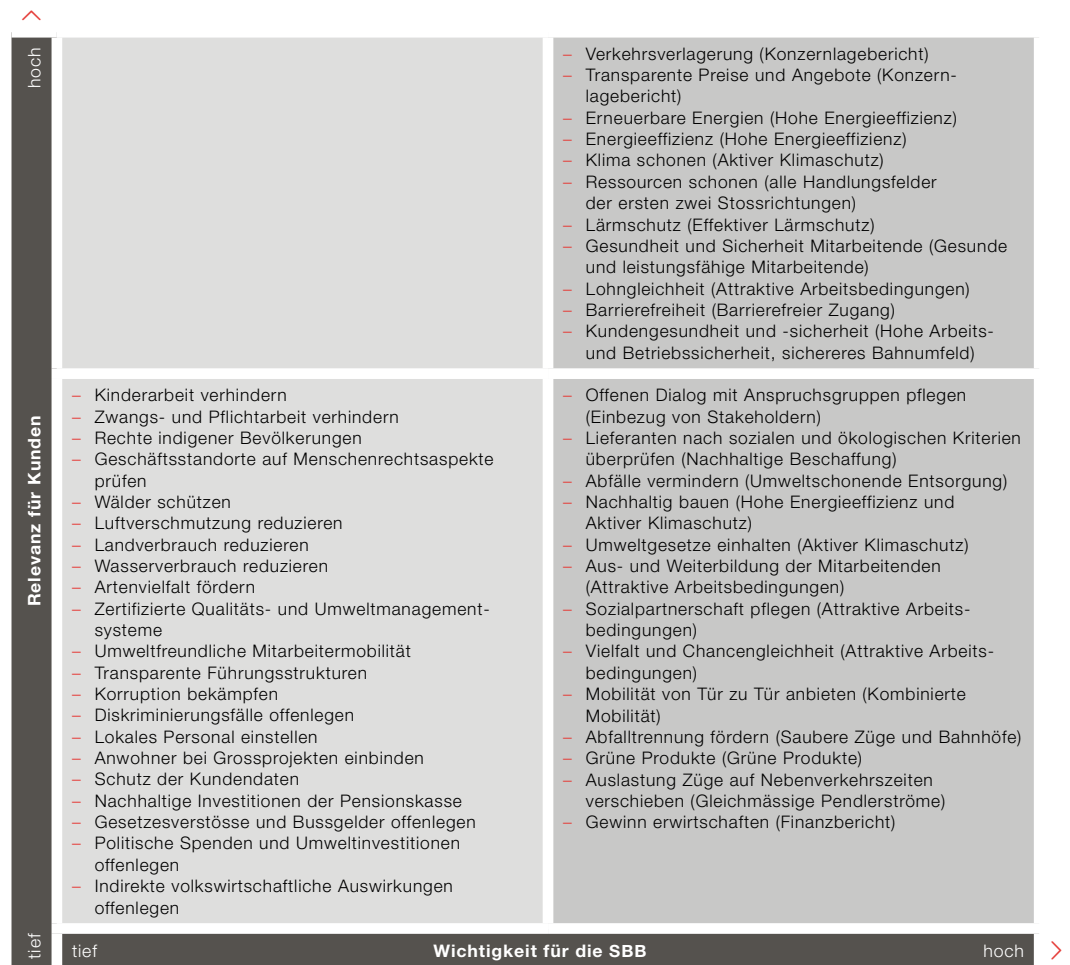 hoch
– Verkehrsverlagerung (Konzernlagebericht)
– Transparente Preise und Angebote (Konzern-
lagebericht)
– Erneuerbare Energien (Hohe Energieeffizienz)
– Energieeffizienz (Hohe Energieeffizienz)
– Klima schonen (Aktiver Klimaschutz)
– Ressourcen schonen (alle Handlungsfelder
der ersten zwei Stossrichtungen)
– Lärmschutz (Effektiver Lärmschutz)
– Gesundheit und Sicherheit Mitarbeitende (Gesunde
und leistungsfähige Mitarbeitende)
– Lohngleichheit (Attraktive Arbeitsbedingungen)
– Barrierefreiheit (Barrierefreier Zugang)
– Kundengesundheit und -sicherheit (Hohe Arbeits-
und Betriebssicherheit, sichereres Bahnumfeld)
Relevanz für Kunden
– Kinderarbeit verhindern
– Zwangs- und Pflichtarbeit verhindern
– Rechte indigener Bevölkerungen
– Geschäftsstandorte auf Menschenrechtsaspekte
prüfen
– Wälder schützen
– Luftverschmutzung reduzieren
– Landverbrauch reduzieren
– Wasserverbrauch reduzieren
– Artenvielfalt fördern
– Zertifizierte Qualitäts- und Umweltmanagement-
systeme
– Umweltfreundliche Mitarbeitermobilität
– Transparente Führungsstrukturen
– Korruption bekämpfen
– Diskriminierungsfälle offenlegen
– Lokales Personal einstellen
– Anwohner bei Grossprojekten einbinden
– Schutz der Kundendaten
– Nachhaltige Investitionen der Pensionskasse
– Gesetzesverstösse und Bussgelder offenlegen
– Politische Spenden und Umweltinvestitionen
offenlegen
– Indirekte volkswirtschaftliche Auswirkungen
offenlegen
– Offenen Dialog mit Anspruchsgruppen pflegen
(Einbezug von Stakeholdern)
– Lieferanten nach sozialen und ökologischen Kriterien
überprüfen (Nachhaltige Beschaffung)
– Abfälle vermindern (Umweltschonende Entsorgung)
– Nachhaltig bauen (Hohe Energieeffizienz und
Aktiver Klimaschutz)
– Umweltgesetze einhalten (Aktiver Klimaschutz)
– Aus- und Weiterbildung der Mitarbeitenden
(Attraktive Arbeitsbedingungen)
– Sozialpartnerschaft pflegen (Attraktive Arbeits-
bedingungen)
– Vielfalt und Chancengleichheit (Attraktive Arbeits-
bedingungen)
– Mobilität von Tür zu Tür anbieten (Kombinierte
Mobilität)
– Abfalltrennung fördern (Saubere Züge und Bahnhöfe)
– Grüne Produkte (Grüne Produkte)
– Auslastung Züge auf Nebenverkehrszeiten
verschieben (Gleichmässige Pendlerströme)
– Gewinn erwirtschaften (Finanzbericht)
tief
tief Wichtigkeit für die SBB hoch